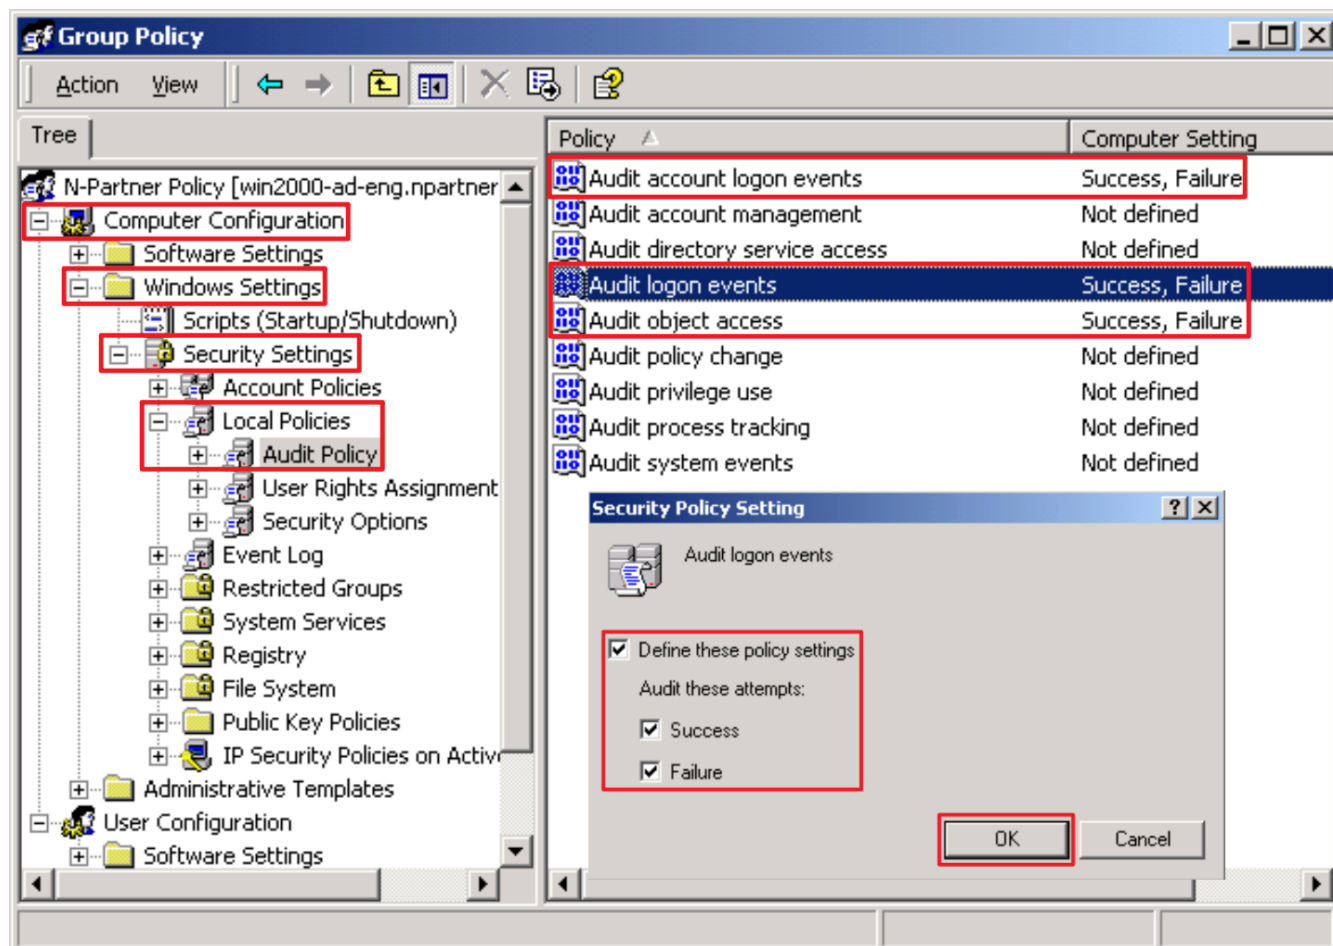 Group Policy
Action View
Tree
Policy Computer Setting
N-Partner Policy [win2000-ad-eng.npartner
Computer Configuration
Software Settings
Windows Settings
Scripts (Startup/Shutdown)
Security Settings
Account Policies
Local Policies
Audit Policy
User Rights Assignment
Security Options
Event Log
Restricted Groups
System Services
Registry
File System
Public Key Policies
IP Security Policies on Activ
Administrative Templates
User Configuration
Software Settings
Audit account logon events Success, Failure
Audit account management Not defined
Audit directory service access Not defined
Audit logon events Success, Failure
Audit object access Success, Failure
Audit policy change Not defined
Audit privilege use Not defined
Audit process tracking Not defined
Audit system events Not defined
Security Policy Setting
Audit logon events
Define these policy settings
Audit these attempts:
Success
Failure
OK Cancel